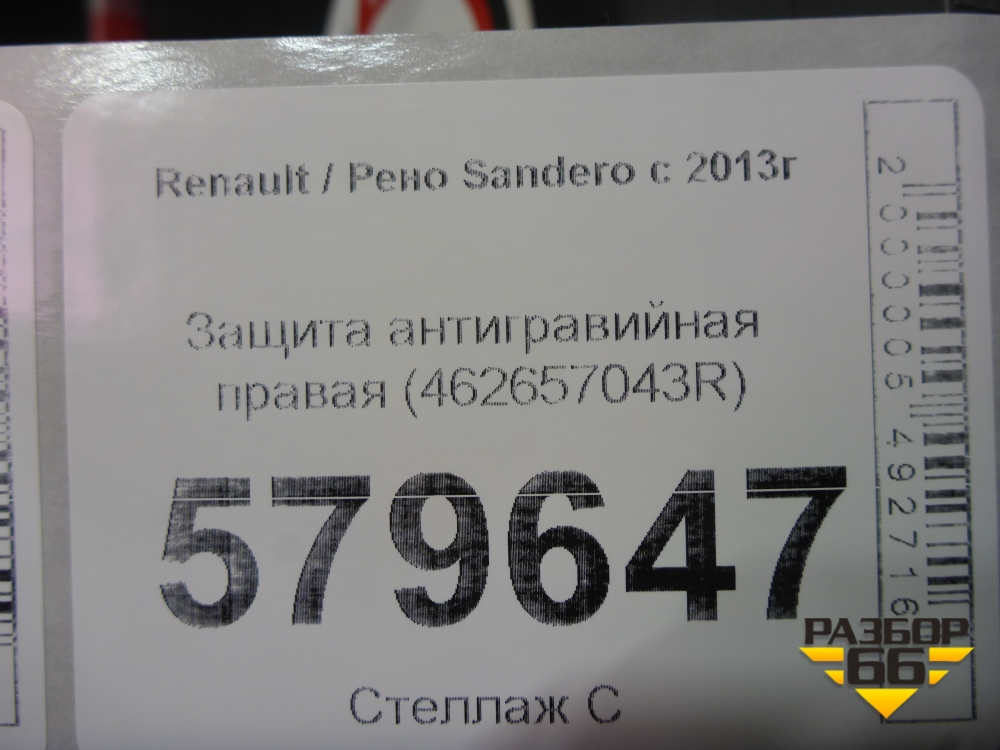 Renault / Рено Sandero с 2013г
Защита антигравийная
правая (462657043R)
579647
Стеллаж С
2000005492716
РАЗБОР
66